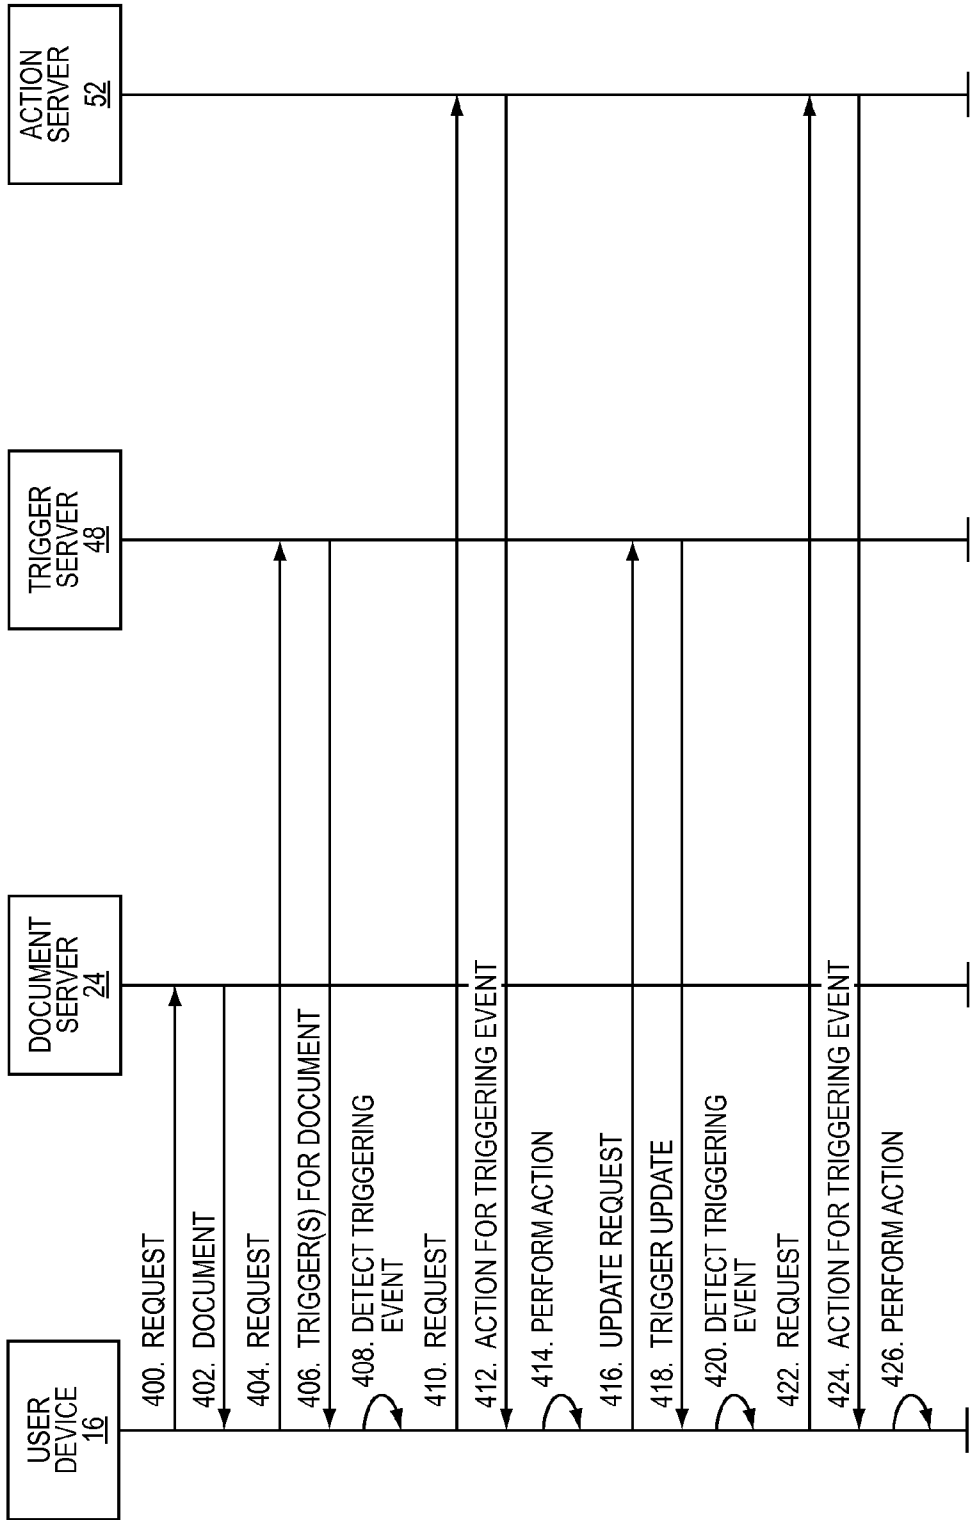 USER
DEVICE
16
DOCUMENT
SERVER
24
TRIGGER
SERVER
48
ACTION
SERVER
52
400. REQUEST
402. DOCUMENT
404. REQUEST
406. TRIGGER(S) FOR DOCUMENT
408. DETECT TRIGGERING
EVENT
410. REQUEST
412. ACTION FOR TRIGGERING EVENT
414. PERFORM ACTION
416. UPDATE REQUEST
418. TRIGGER UPDATE
420. DETECT TRIGGERING
EVENT
422. REQUEST
424. ACTION FOR TRIGGERING EVENT
426. PERFORM ACTION